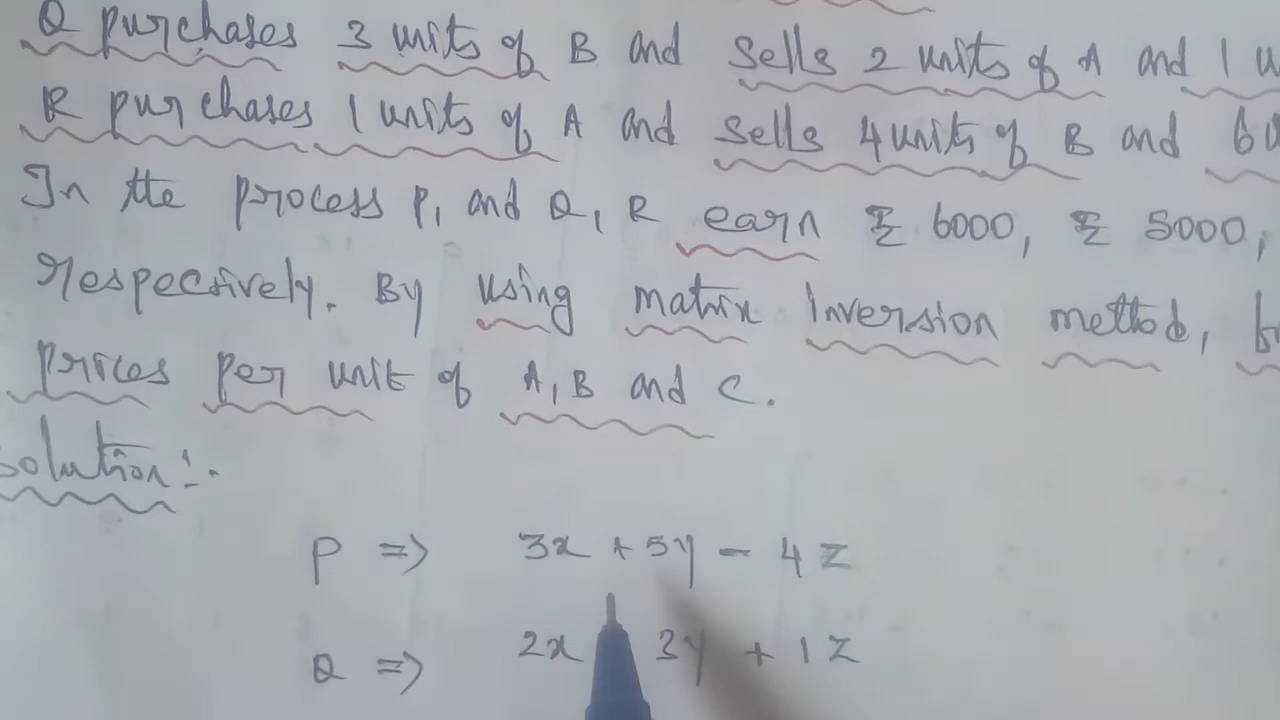 Q purchases 3 units of B and sells 2 units of A and 1 u
R purchases 1 units of A and sells 4 units of B and 6 u
In the process P, and Q, R earn ₹ 6000, ₹ 5000,
respectively. By using matrix inversion method,
prices per unit of A, B and C.
Solution:-
P => 3x + 5y - 4z
Q => 2x 3y + 1z